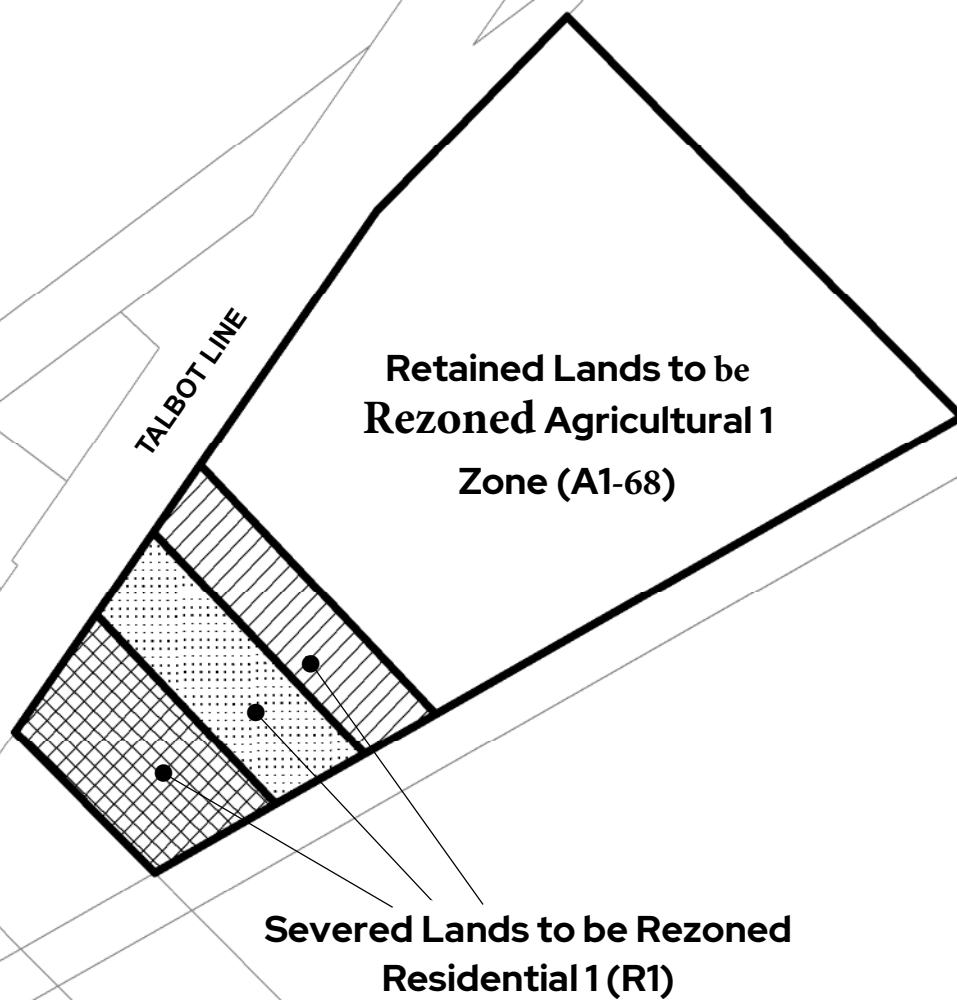 TALBOT LINE
Retained Lands to be
Rezoned Agricultural 1
Zone (A1-68)
Severed Lands to be Rezoned
Residential 1 (R1)